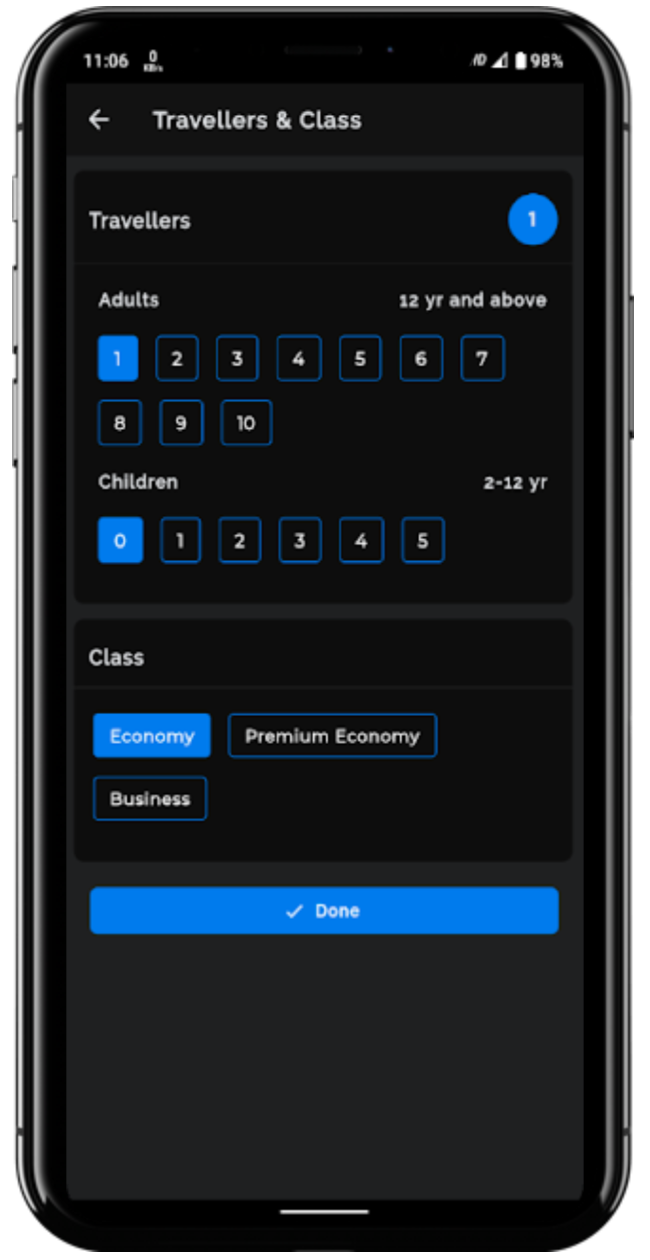 11:06 0 KB/s 98%
Travellers & Class
Travellers 1
Adults 12 yr and above
1 2 3 4 5 6 7
8 9 10
Children 2-12 yr
0 1 2 3 4 5
Class
Economy Premium Economy
Business
Done